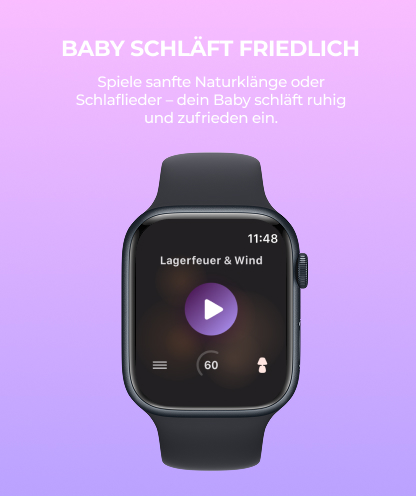 BABY SCHLÄFT FRIEDLICH
Spiele sanfte Naturklänge oder
Schlaflieder – dein Baby schläft ruhig
und zufrieden ein.
11:48
Lagerfeuer & Wind
60